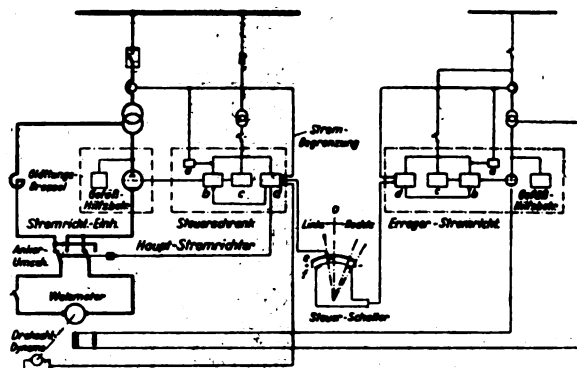 Strom-
Begrenzung
Glättungs-
Drossel
Gefäß-
Hilfsbetr.
a
b
c
d
Stromricht.-Einh.
Steuerschrank
Haupt-Stromrichter
Anker-
Umsch.
Walzmotor
Drehzahl-
Dynamo
0
Links
Rechts
Steuer-Schalter
d
c
b
a
Gefäß-
Hilfsbetr.
Erreger-Stromricht.